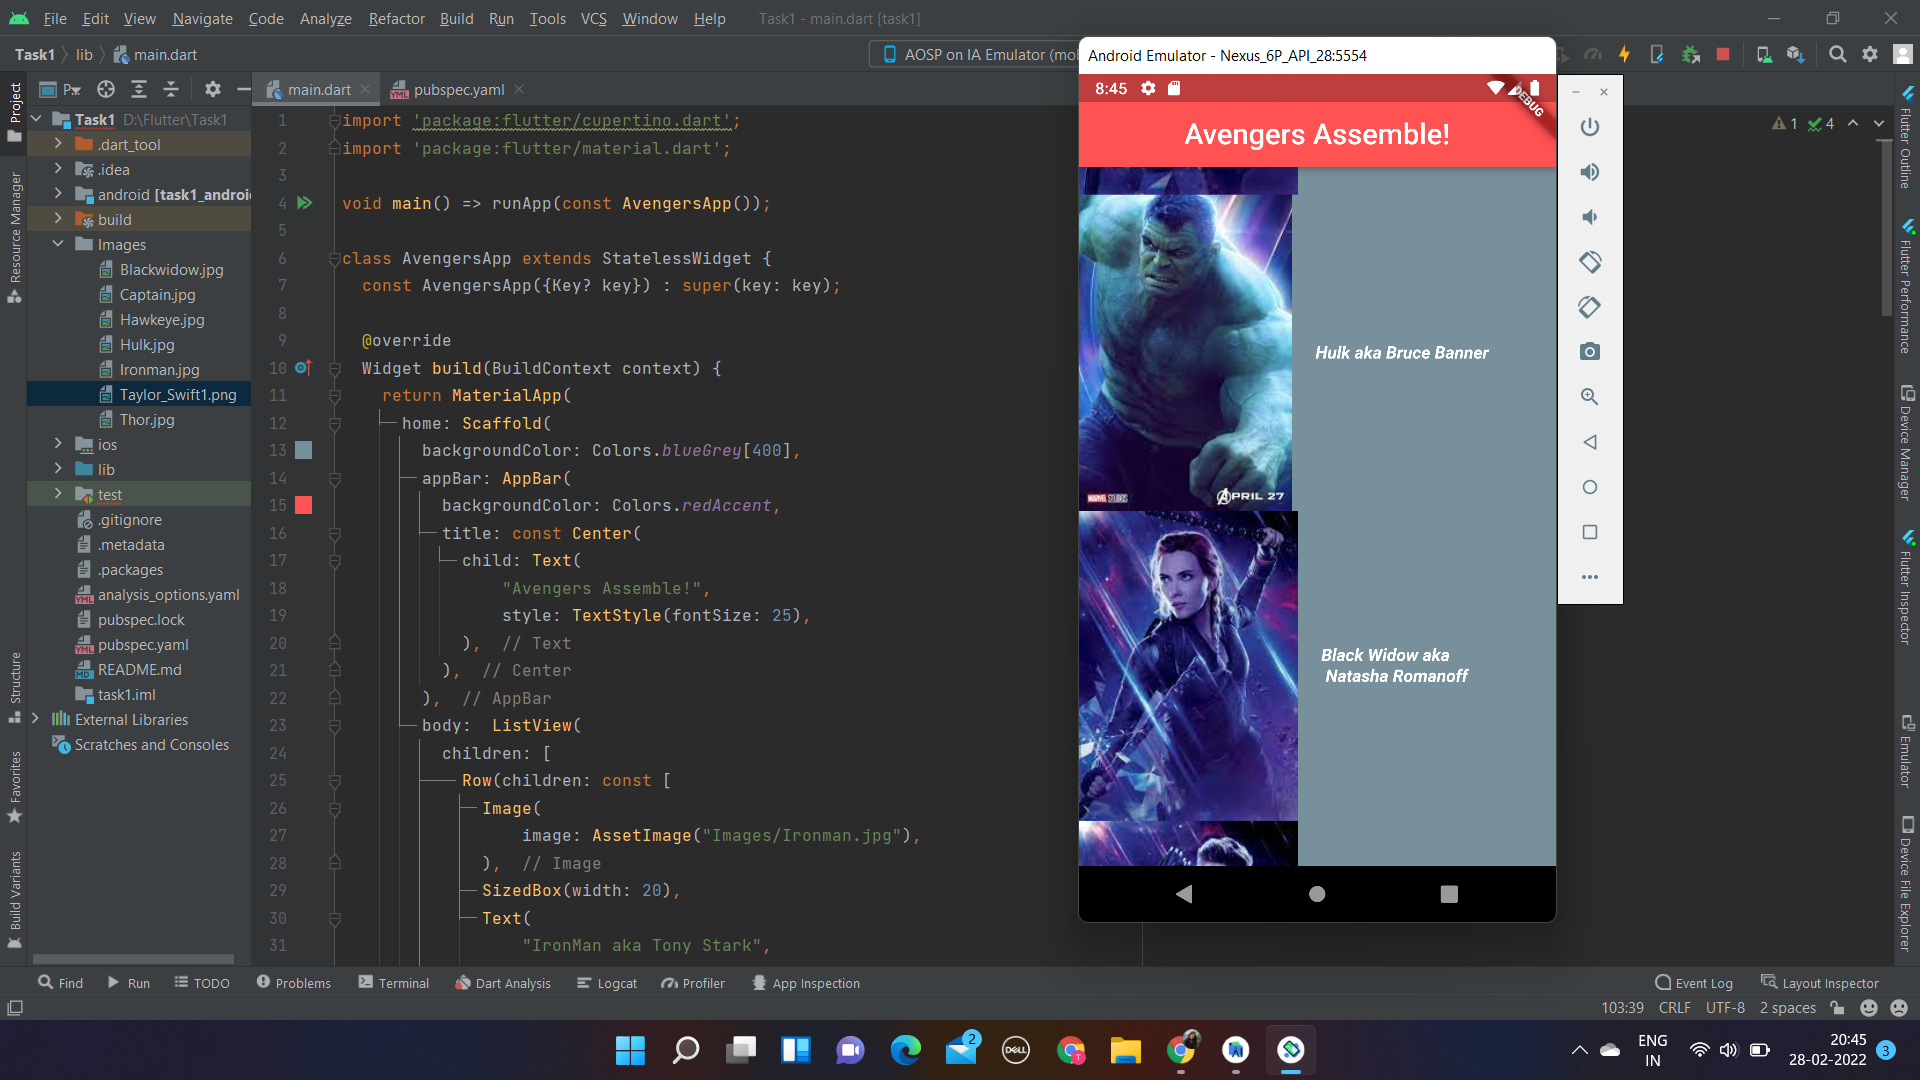 File Edit View Navigate Code Analyze Refactor Build Run Tools VCS Window Help Task1 - main.dart [task1]
Task1 lib main.dart
AOSP on IA Emulator (mol
Android Emulator - Nexus_6P_API_28:5554
P...
main.dart
pubspec.yaml
Project
Resource Manager
Structure
Favorites
Build Variants
Task1 D:\Flutter\Task1
.dart_tool
.idea
android [task1_androi
build
Images
Blackwidow.jpg
Captain.jpg
Hawkeye.jpg
Hulk.jpg
Ironman.jpg
Taylor_Swift1.png
Thor.jpg
ios
lib
test
.gitignore
.metadata
.packages
analysis_options.yaml
pubspec.lock
pubspec.yaml
README.md
task1.iml
External Libraries
Scratches and Consoles
1 import 'package:flutter/cupertino.dart';
2 import 'package:flutter/material.dart';
3
4 void main() => runApp(const AvengersApp());
5
6 class AvengersApp extends StatelessWidget {
7 const AvengersApp({Key? key}) : super(key: key);
8
9 @override
10 Widget build(BuildContext context) {
11 return MaterialApp(
12 home: Scaffold(
13 backgroundColor: Colors.blueGrey[400],
14 appBar: AppBar(
15 backgroundColor: Colors.redAccent,
16 title: const Center(
17 child: Text(
18 "Avengers Assemble!",
19 style: TextStyle(fontSize: 25),
20 ), // Text
21 ), // Center
22 ), // AppBar
23 body: ListView(
24 children: [
25 Row(children: const [
26 Image(
27 image: AssetImage("Images/Ironman.jpg"),
28 ), // Image
29 SizedBox(width: 20),
30 Text(
31 "IronMan aka Tony Stark",
8:45
DEBUG
Avengers Assemble!
Hulk aka Bruce Banner
MARVEL STUDIOS
APRIL 27
Black Widow aka
Natasha Romanoff
1 4
Flutter Outline
Flutter Performance
Device Manager
Flutter Inspector
Emulator
Device File Explorer
Find Run TODO Problems Terminal Dart Analysis Logcat Profiler App Inspection Event Log Layout Inspector
103:39 CRLF UTF-8 2 spaces
2
DELL
T
ENG
IN
20:45
28-02-2022
3